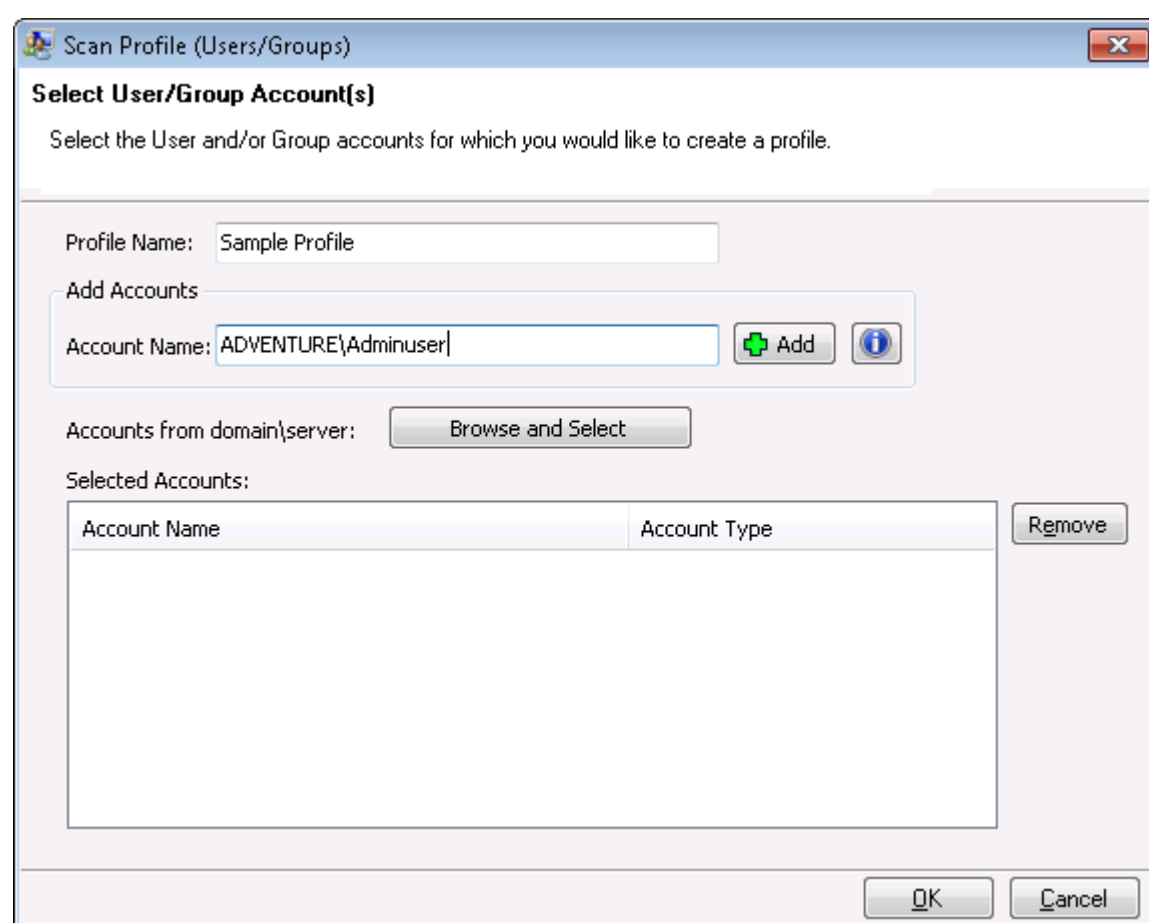 Scan Profile (Users/Groups)
Select User/Group Account(s)
Select the User and/or Group accounts for which you would like to create a profile.
Profile Name: Sample Profile
Add Accounts
Account Name: ADVENTURE\Adminuser Add
Accounts from domain\server: Browse and Select
Selected Accounts:
Account Name Account Type Remove
OK Cancel